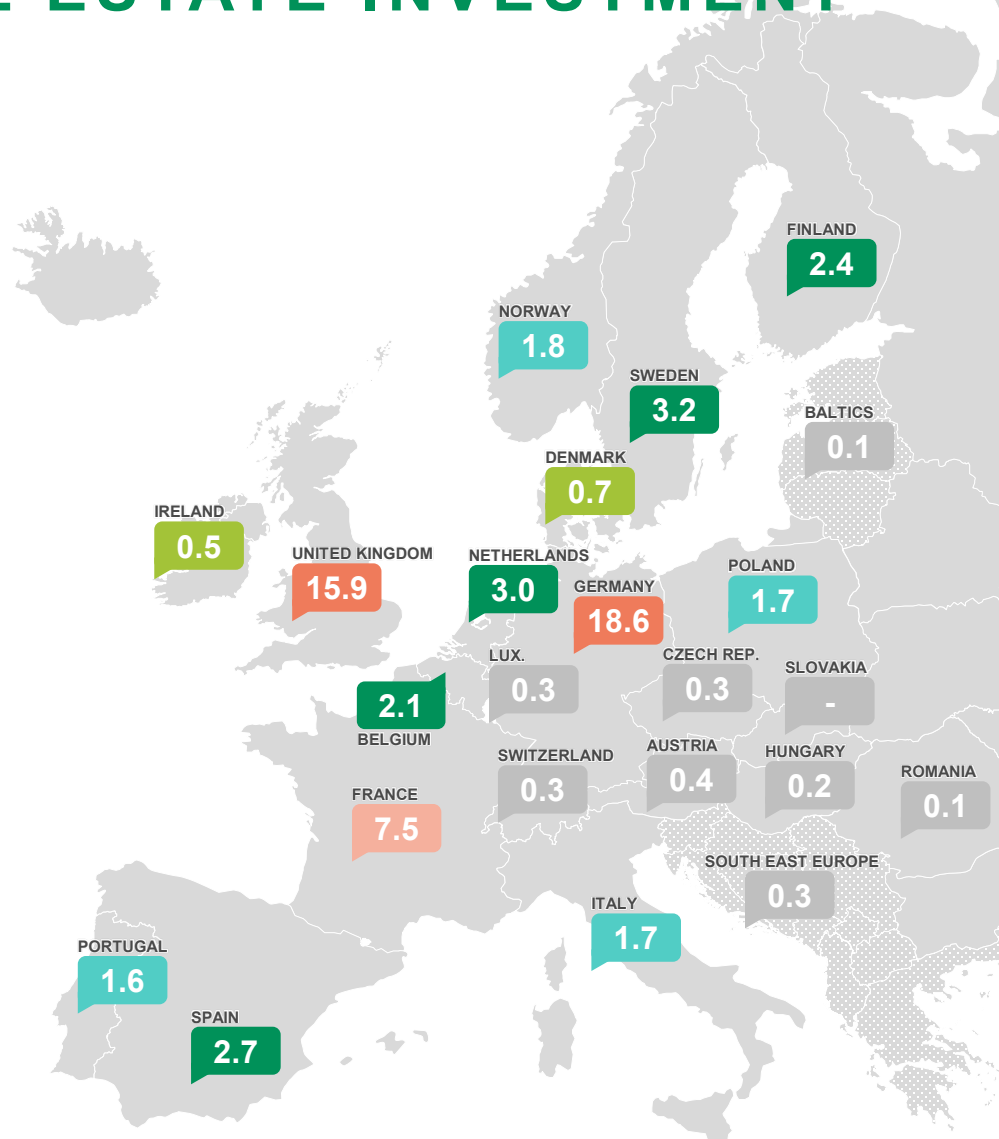 E ESTATE INVESTMENT
FINLAND
2.4
NORWAY
1.8
SWEDEN
3.2
BALTICS
0.1
DENMARK
0.7
IRELAND
0.5
UNITED KINGDOM
15.9
NETHERLANDS
3.0
GERMANY
18.6
POLAND
1.7
LUX.
0.3
CZECH REP.
0.3
SLOVAKIA
-
2.1
BELGIUM
SWITZERLAND
0.3
AUSTRIA
0.4
HUNGARY
0.2
ROMANIA
0.1
FRANCE
7.5
SOUTH EAST EUROPE
0.3
ITALY
1.7
PORTUGAL
1.6
SPAIN
2.7